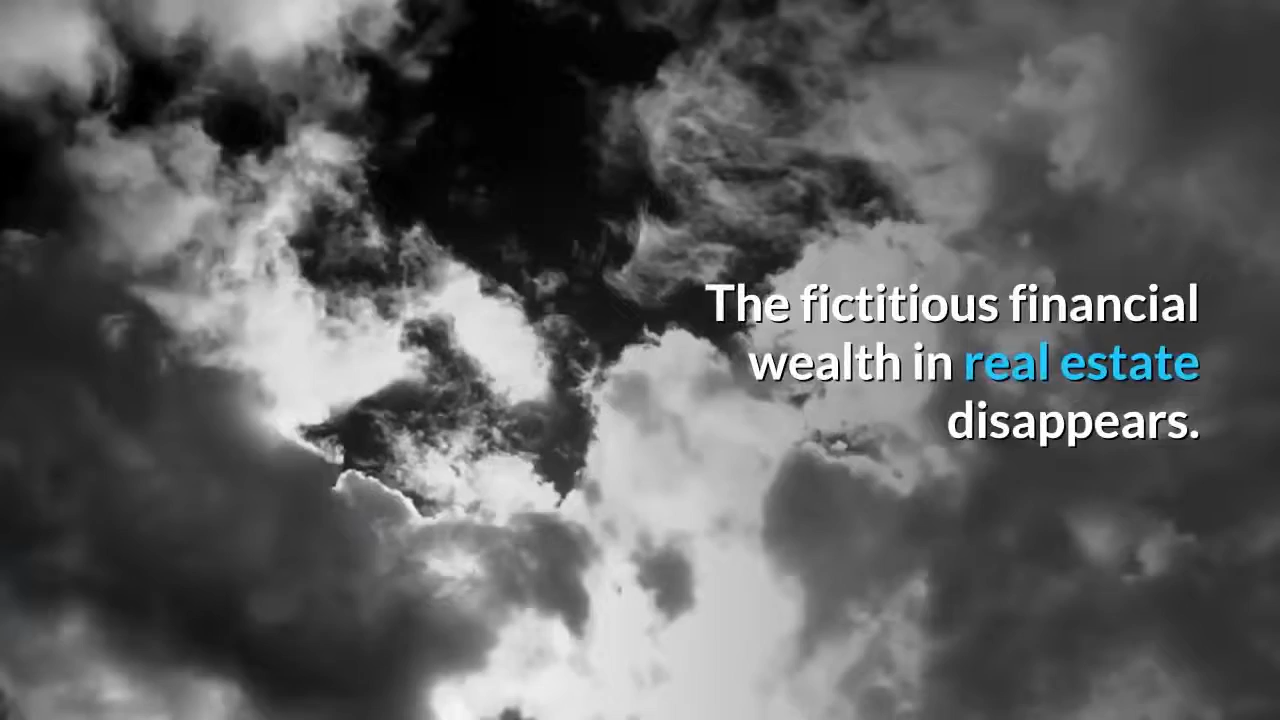 The fictitious financial
wealth in real estate
disappears.